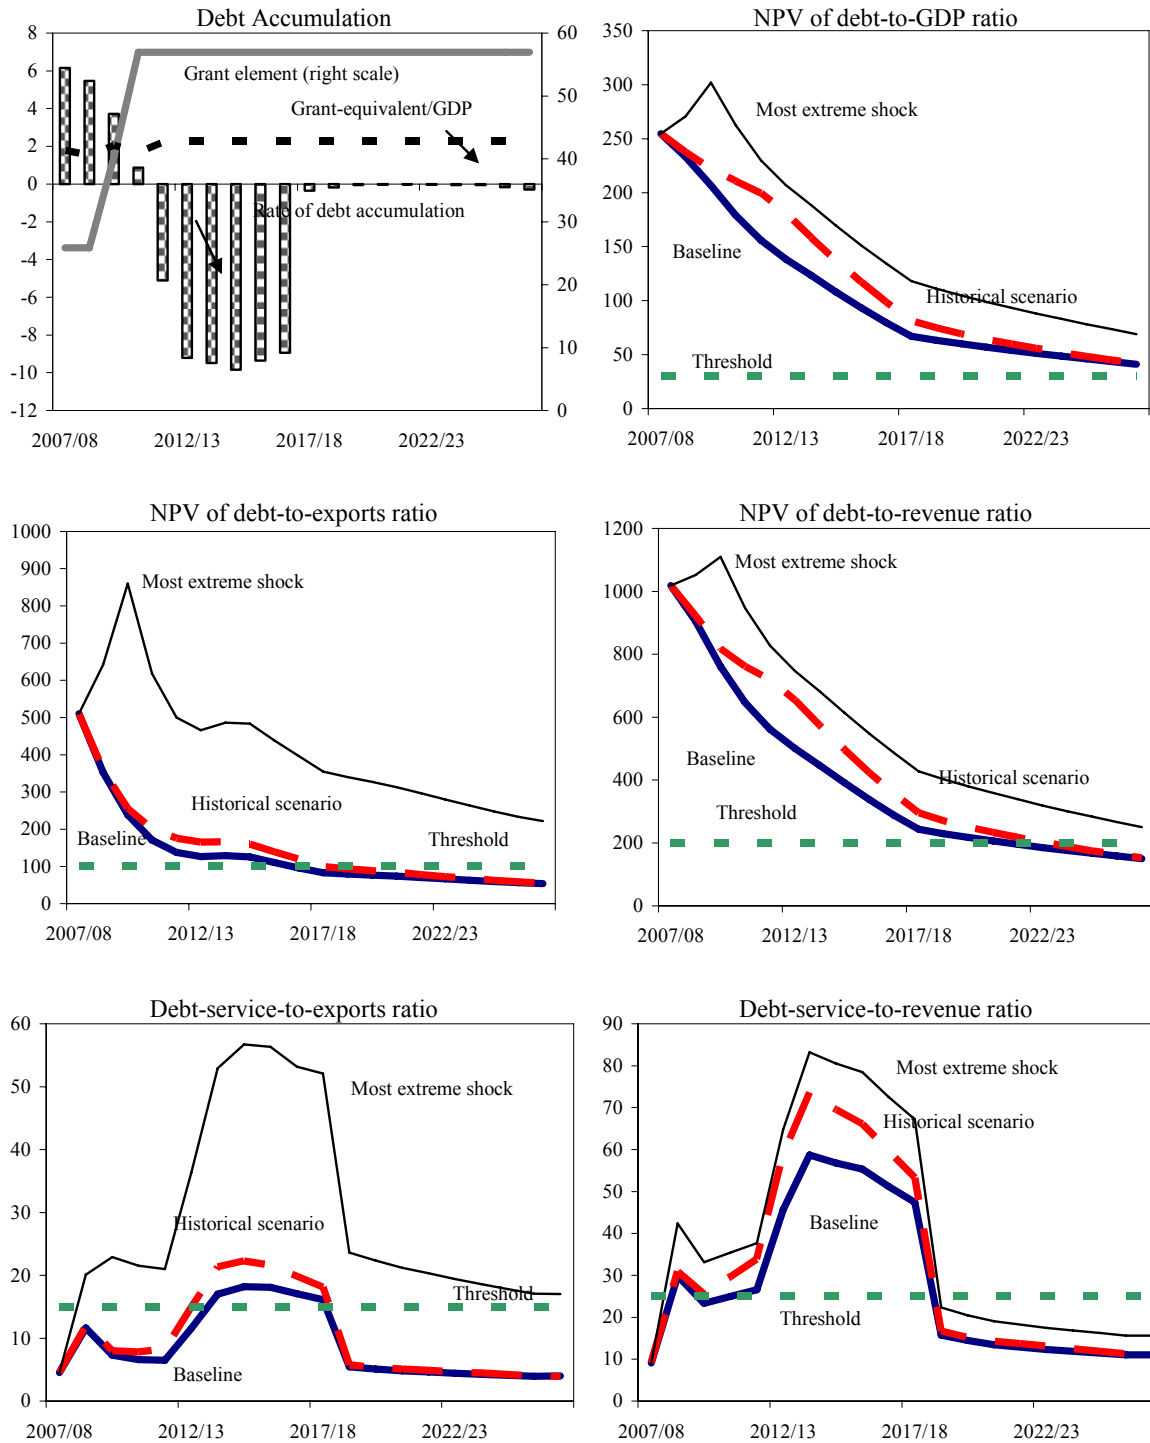 Debt Accumulation
8
6
4
2
0
-2
-4
-6
-8
-10
-12
60
50
40
30
20
10
0
Grant element (right scale)
Grant-equivalent/GDP
Rate of debt accumulation
2007/08 2012/13 2017/18 2022/23
NPV of debt-to-GDP ratio
350
300
250
200
150
100
50
0
Most extreme shock
Baseline
Historical scenario
Threshold
2007/08 2012/13 2017/18 2022/23
NPV of debt-to-exports ratio
1000
900
800
700
600
500
400
300
200
100
0
Most extreme shock
Historical scenario
Baseline
Threshold
2007/08 2012/13 2017/18 2022/23
NPV of debt-to-revenue ratio
1200
1000
800
600
400
200
0
Most extreme shock
Baseline
Historical scenario
Threshold
2007/08 2012/13 2017/18 2022/23
Debt-service-to-exports ratio
60
50
40
30
20
10
0
Most extreme shock
Historical scenario
Threshold
Baseline
2007/08 2012/13 2017/18 2022/23
Debt-service-to-revenue ratio
90
80
70
60
50
40
30
20
10
0
Most extreme shock
Historical scenario
Baseline
Threshold
2007/08 2012/13 2017/18 2022/23